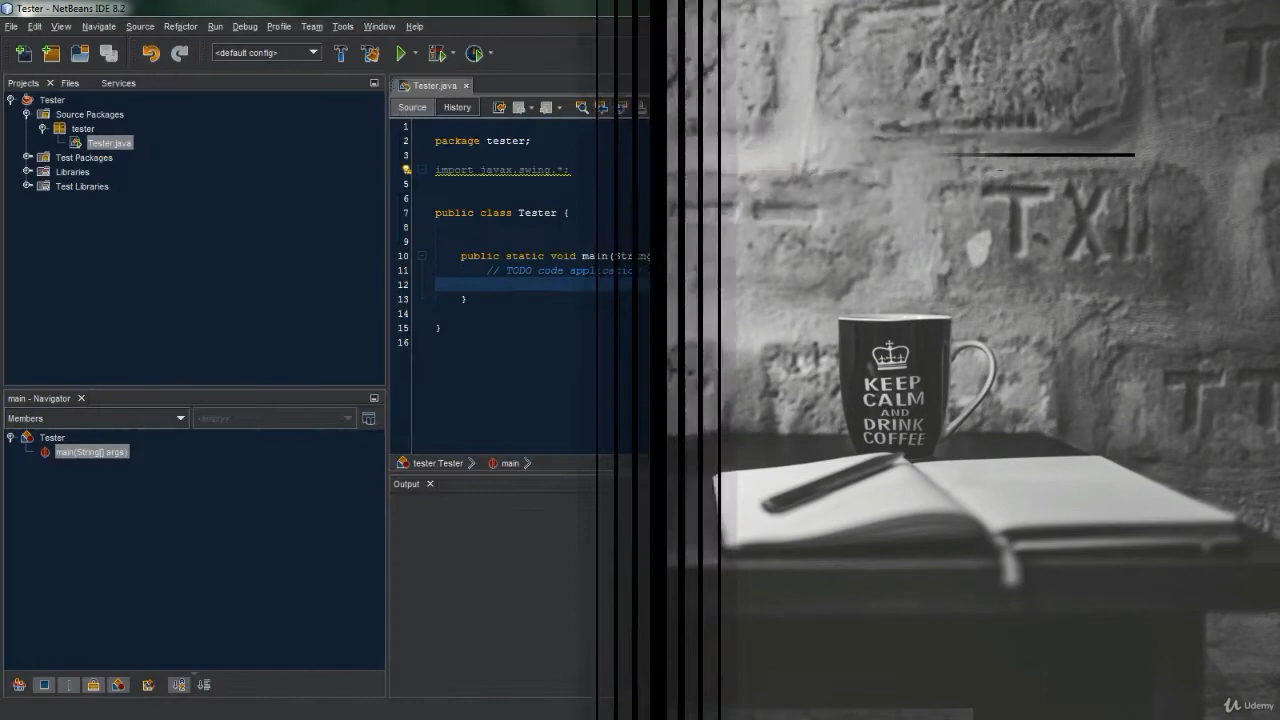 Tester - NetBeans IDE 8.2
File Edit View Navigate Source Refactor Run Debug Profile Team Tools Window Help
<default config>
Projects Files Services
Tester
Source Packages
tester
Tester.java
Test Packages
Libraries
Test Libraries
main - Navigator
Members
<empty>
Tester
main(String[] args)
Tester.java
Source History
1
2 package tester;
3
import javax.swing.*;
5
6
7 public class Tester {
8
9
10 public static void main(String
11 // TODO code application
12
13 }
14
15 }
16
tester.Tester main
Output
TXI
KEEP
CALM
AND
DRINK
COFFEE
Udemy